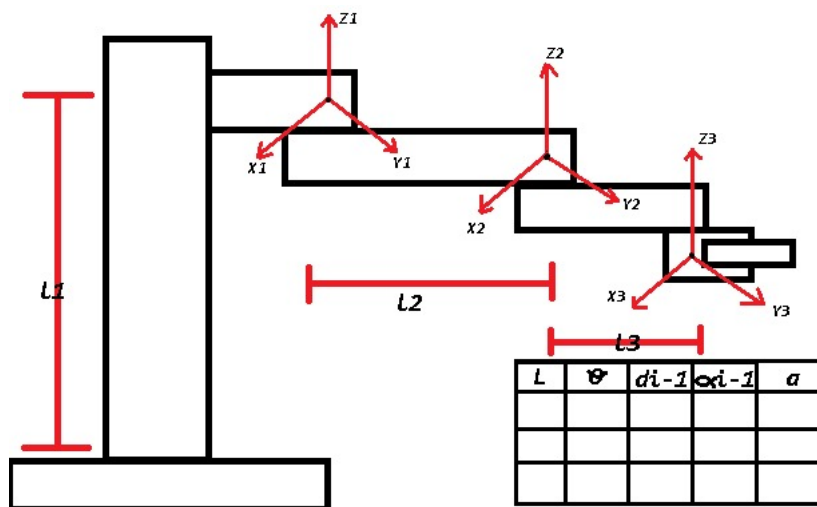 Z1
Z2
X1
Y1
Z3
X2
Y2
l1
l2
X3
Y3
l3
L θ di-1 αi-1 a